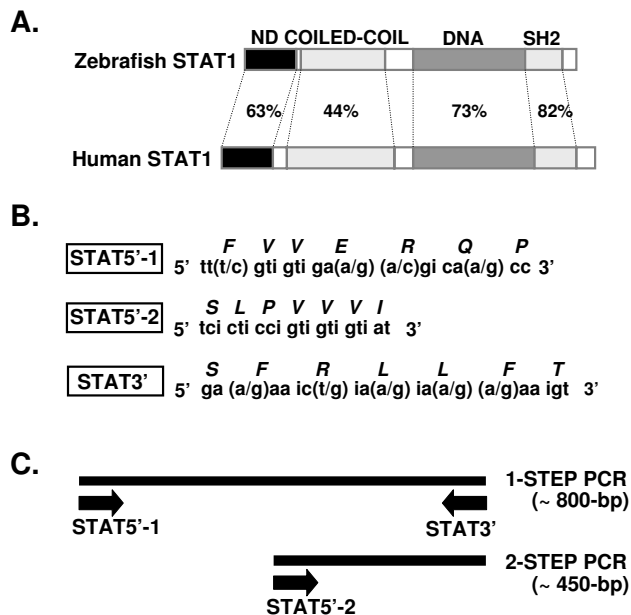 A.
ND COILED-COIL DNA SH2
Zebrafish STAT1
63% 44% 73% 82%
Human STAT1
B.
F V V E R Q P
STAT5'-1 5' tt(t/c) gti gti ga(a/g) (a/c)gi ca(a/g) cc 3'
S L P V V V I
STAT5'-2 5' tci cti cci gti gti gti at 3'
S F R L L F T
STAT3' 5' ga (a/g)aa ic(t/g) ia(a/g) ia(a/g) (a/g)aa igt 3'
C.
1-STEP PCR
(~ 800-bp)
STAT5'-1 STAT3'
2-STEP PCR
(~ 450-bp)
STAT5'-2